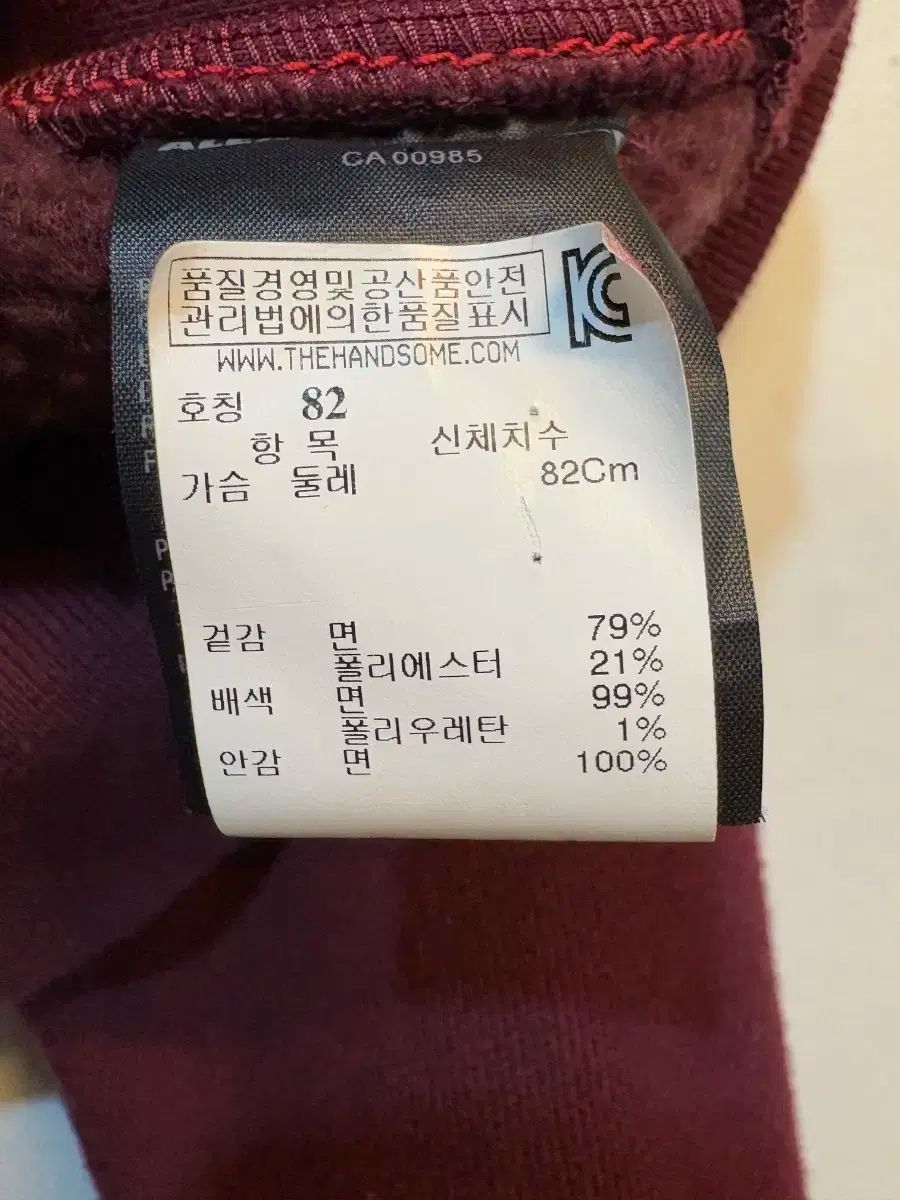 CA00985
품질경영및공산품안전
관리법에의한품질표시
WWW.THEHANDSOME.COM
호칭 82
항 목 신체치수
가슴 둘레 82Cm
겉감 면 79%
폴리에스터 21%
배색 면 99%
폴리우레탄 1%
안감 면 100%